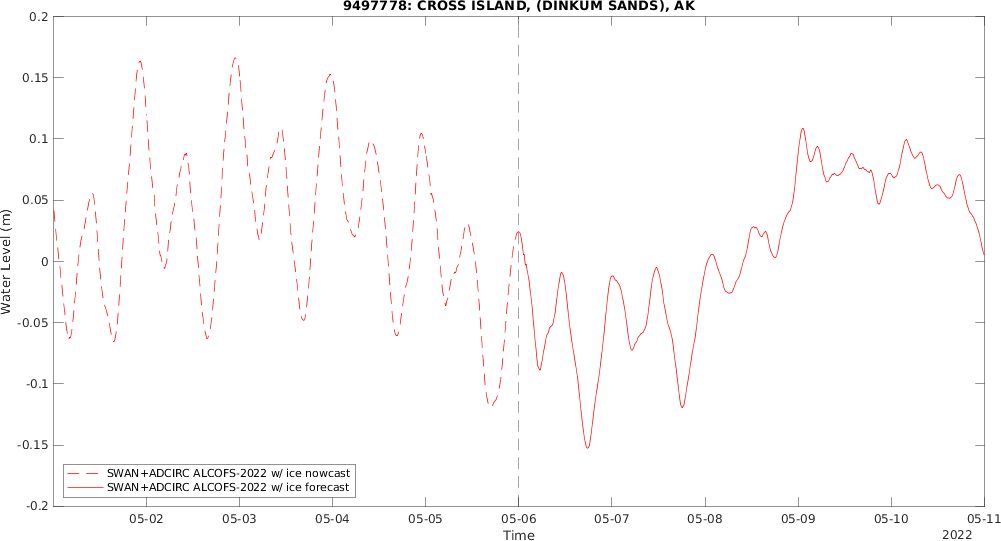 9497778: CROSS ISLAND, (DINKUM SANDS), AK
0.2
0.15
0.1
0.05
0
-0.05
-0.1
-0.15
-0.2
Water Level (m)
SWAN+ADCIRC ALCOFS-2022 w/ ice nowcast
SWAN+ADCIRC ALCOFS-2022 w/ ice forecast
05-02 05-03 05-04 05-05 05-06 05-07 05-08 05-09 05-10 05-11
Time
2022